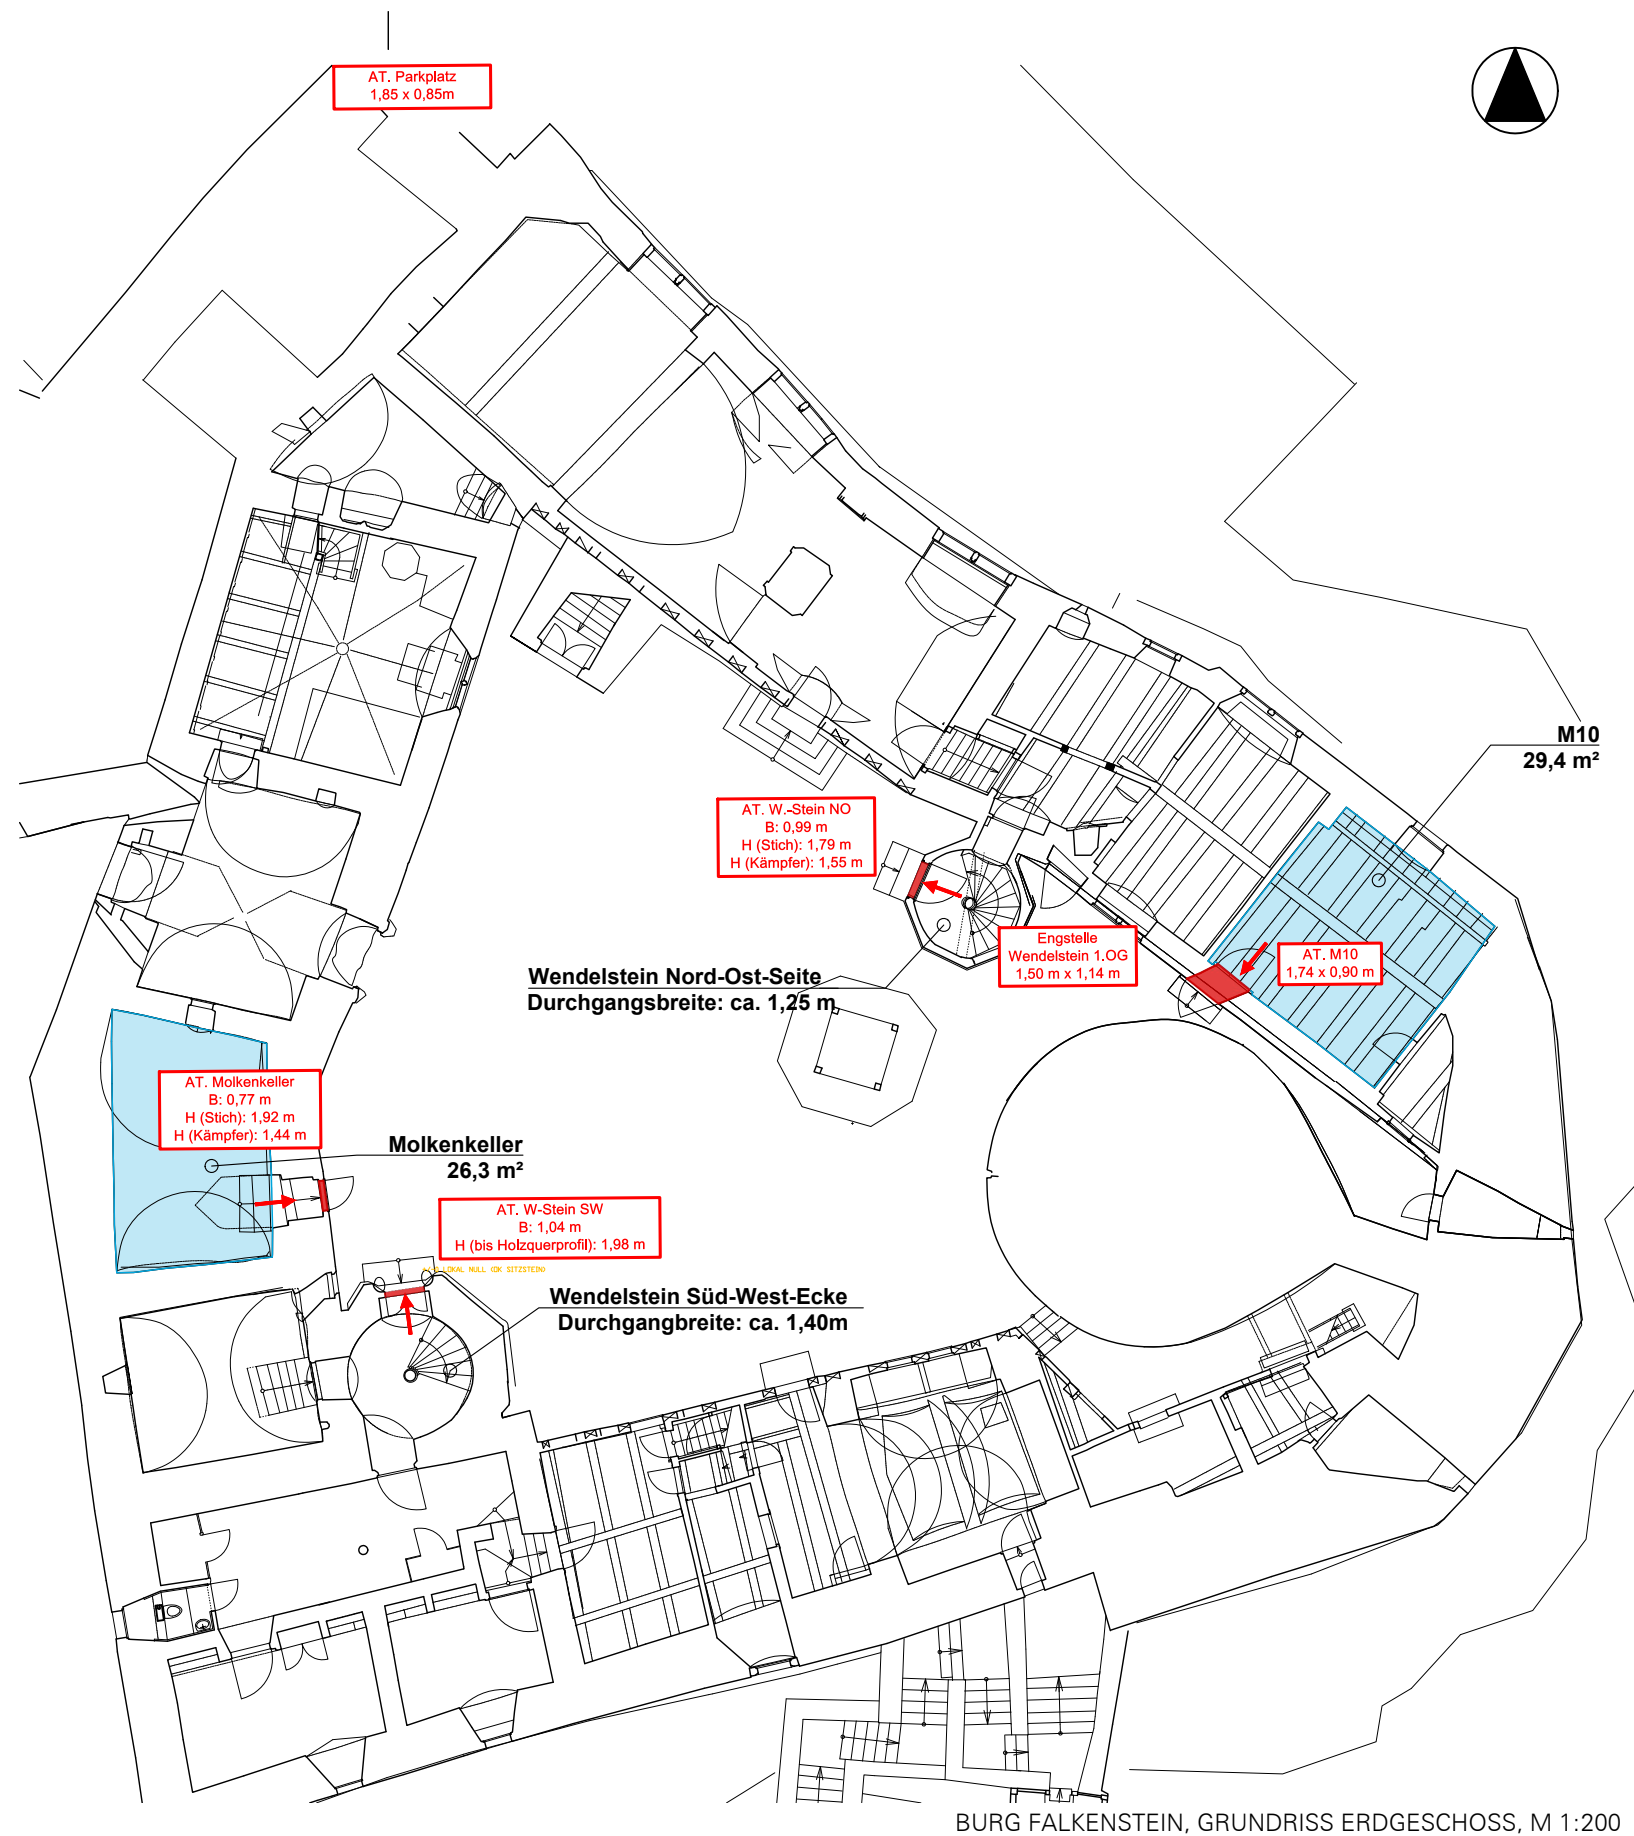 AT. Parkplatz
1,85 x 0,85m
M10
29,4 m²
AT. W.-Stein NO
B: 0,99 m
H (Stich): 1,79 m
H (Kämpfer): 1,55 m
Engstelle
Wendelstein 1.OG
1,50 m x 1,14 m
AT. M10
1,74 x 0,90 m
Wendelstein Nord-Ost-Seite
Durchgangsbreite: ca. 1,25 m
AT. Molkenkeller
B: 0,77 m
H (Stich): 1,92 m
H (Kämpfer): 1,44 m
Molkenkeller
26,3 m²
AT. W-Stein SW
B: 1,04 m
H (bis Holzquerprofil): 1,98 m
LOKAL NULL (OK SITZSTEIN)
Wendelstein Süd-West-Ecke
Durchgangbreite: ca. 1,40m
BURG FALKENSTEIN, GRUNDRISS ERDGESCHOSS, M 1:200